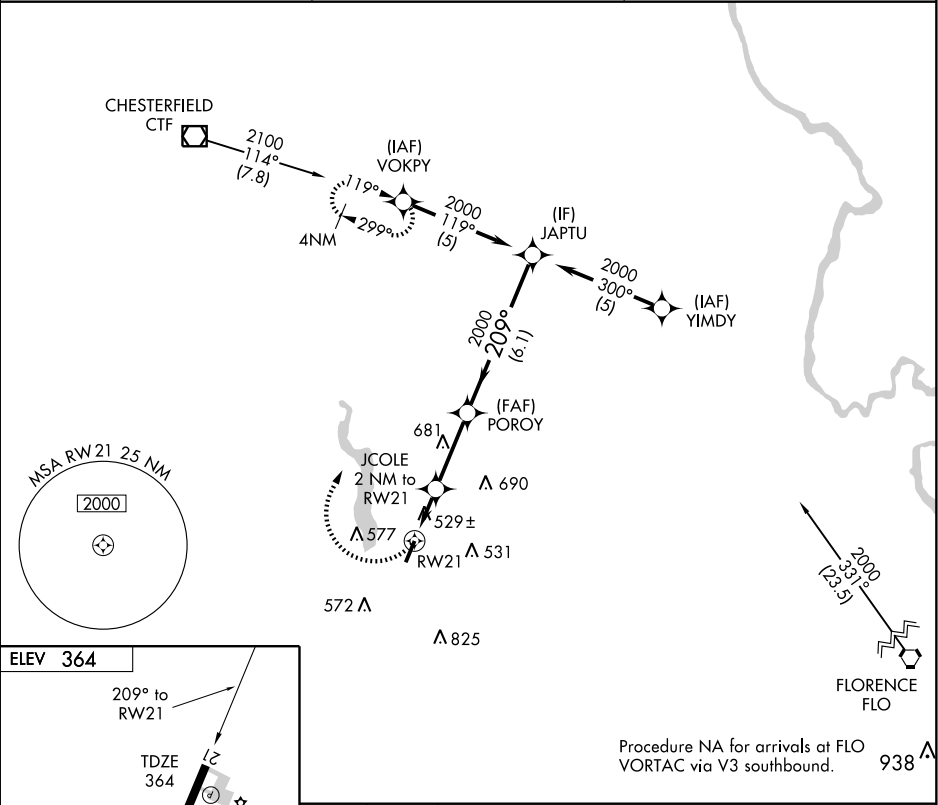 CHESTERFIELD
CTF
2100
114°
(7.8)
(IAF)
VOKPY
119°
299°
4NM
2000
119°
(5)
(IF)
JAPTU
2000
300°
(5)
(IAF)
YIMDY
2000
209°
(6.1)
(FAF)
POROY
681
JCOLE
2 NM to
RW21
690
529±
577
RW21
531
572
825
MSA RW21 25 NM
2000
2000
331°
(23.5)
FLORENCE
FLO
Procedure NA for arrivals at FLO
VORTAC via V3 southbound.
938
ELEV 364
209° to
RW21
21
TDZE
364
P